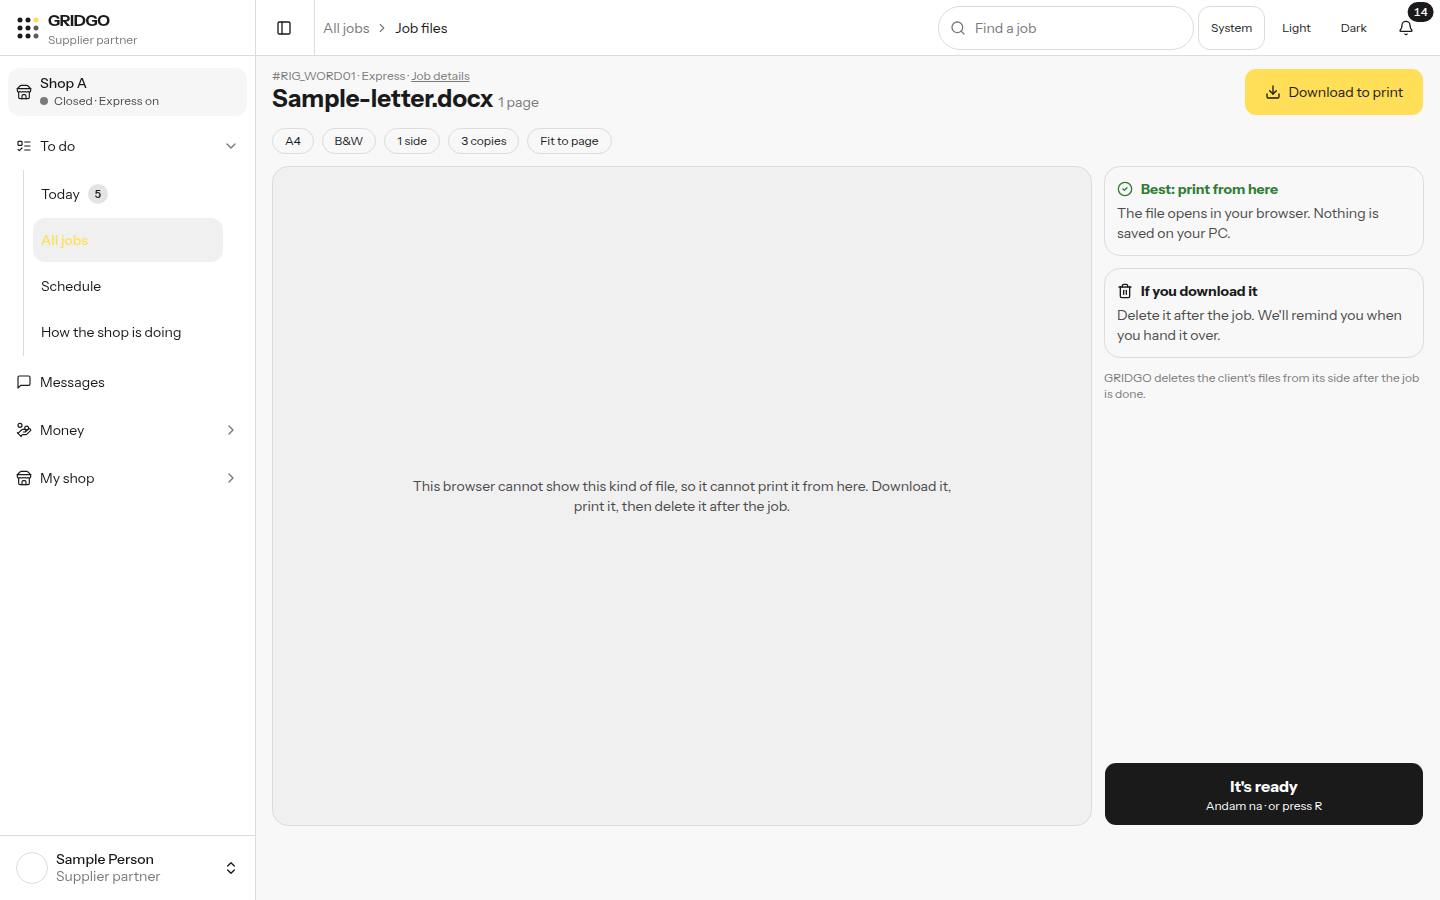 GRIDGO
Supplier partner
Shop A
Closed · Express on
To do
Today 5
All jobs
Schedule
How the shop is doing
Messages
Money
My shop
Sample Person
Supplier partner
All jobs > Job files
Find a job
System
Light
Dark
14
#RIG_WORD01 · Express · Job details
Sample-letter.docx 1 page
Download to print
A4
B&W
1 side
3 copies
Fit to page
This browser cannot show this kind of file, so it cannot print it from here. Download it,
print it, then delete it after the job.
Best: print from here
The file opens in your browser. Nothing is
saved on your PC.
If you download it
Delete it after the job. We'll remind you when
you hand it over.
GRIDGO deletes the client's files from its side after the job
is done.
It's ready
Andam na · or press R